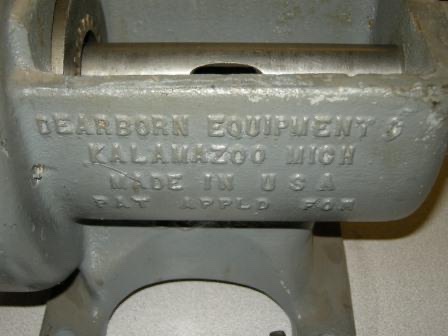 DEARBORN EQUIPMENT
KALAMAZOO MICH
MADE IN U S A
PAT APPLD FOR